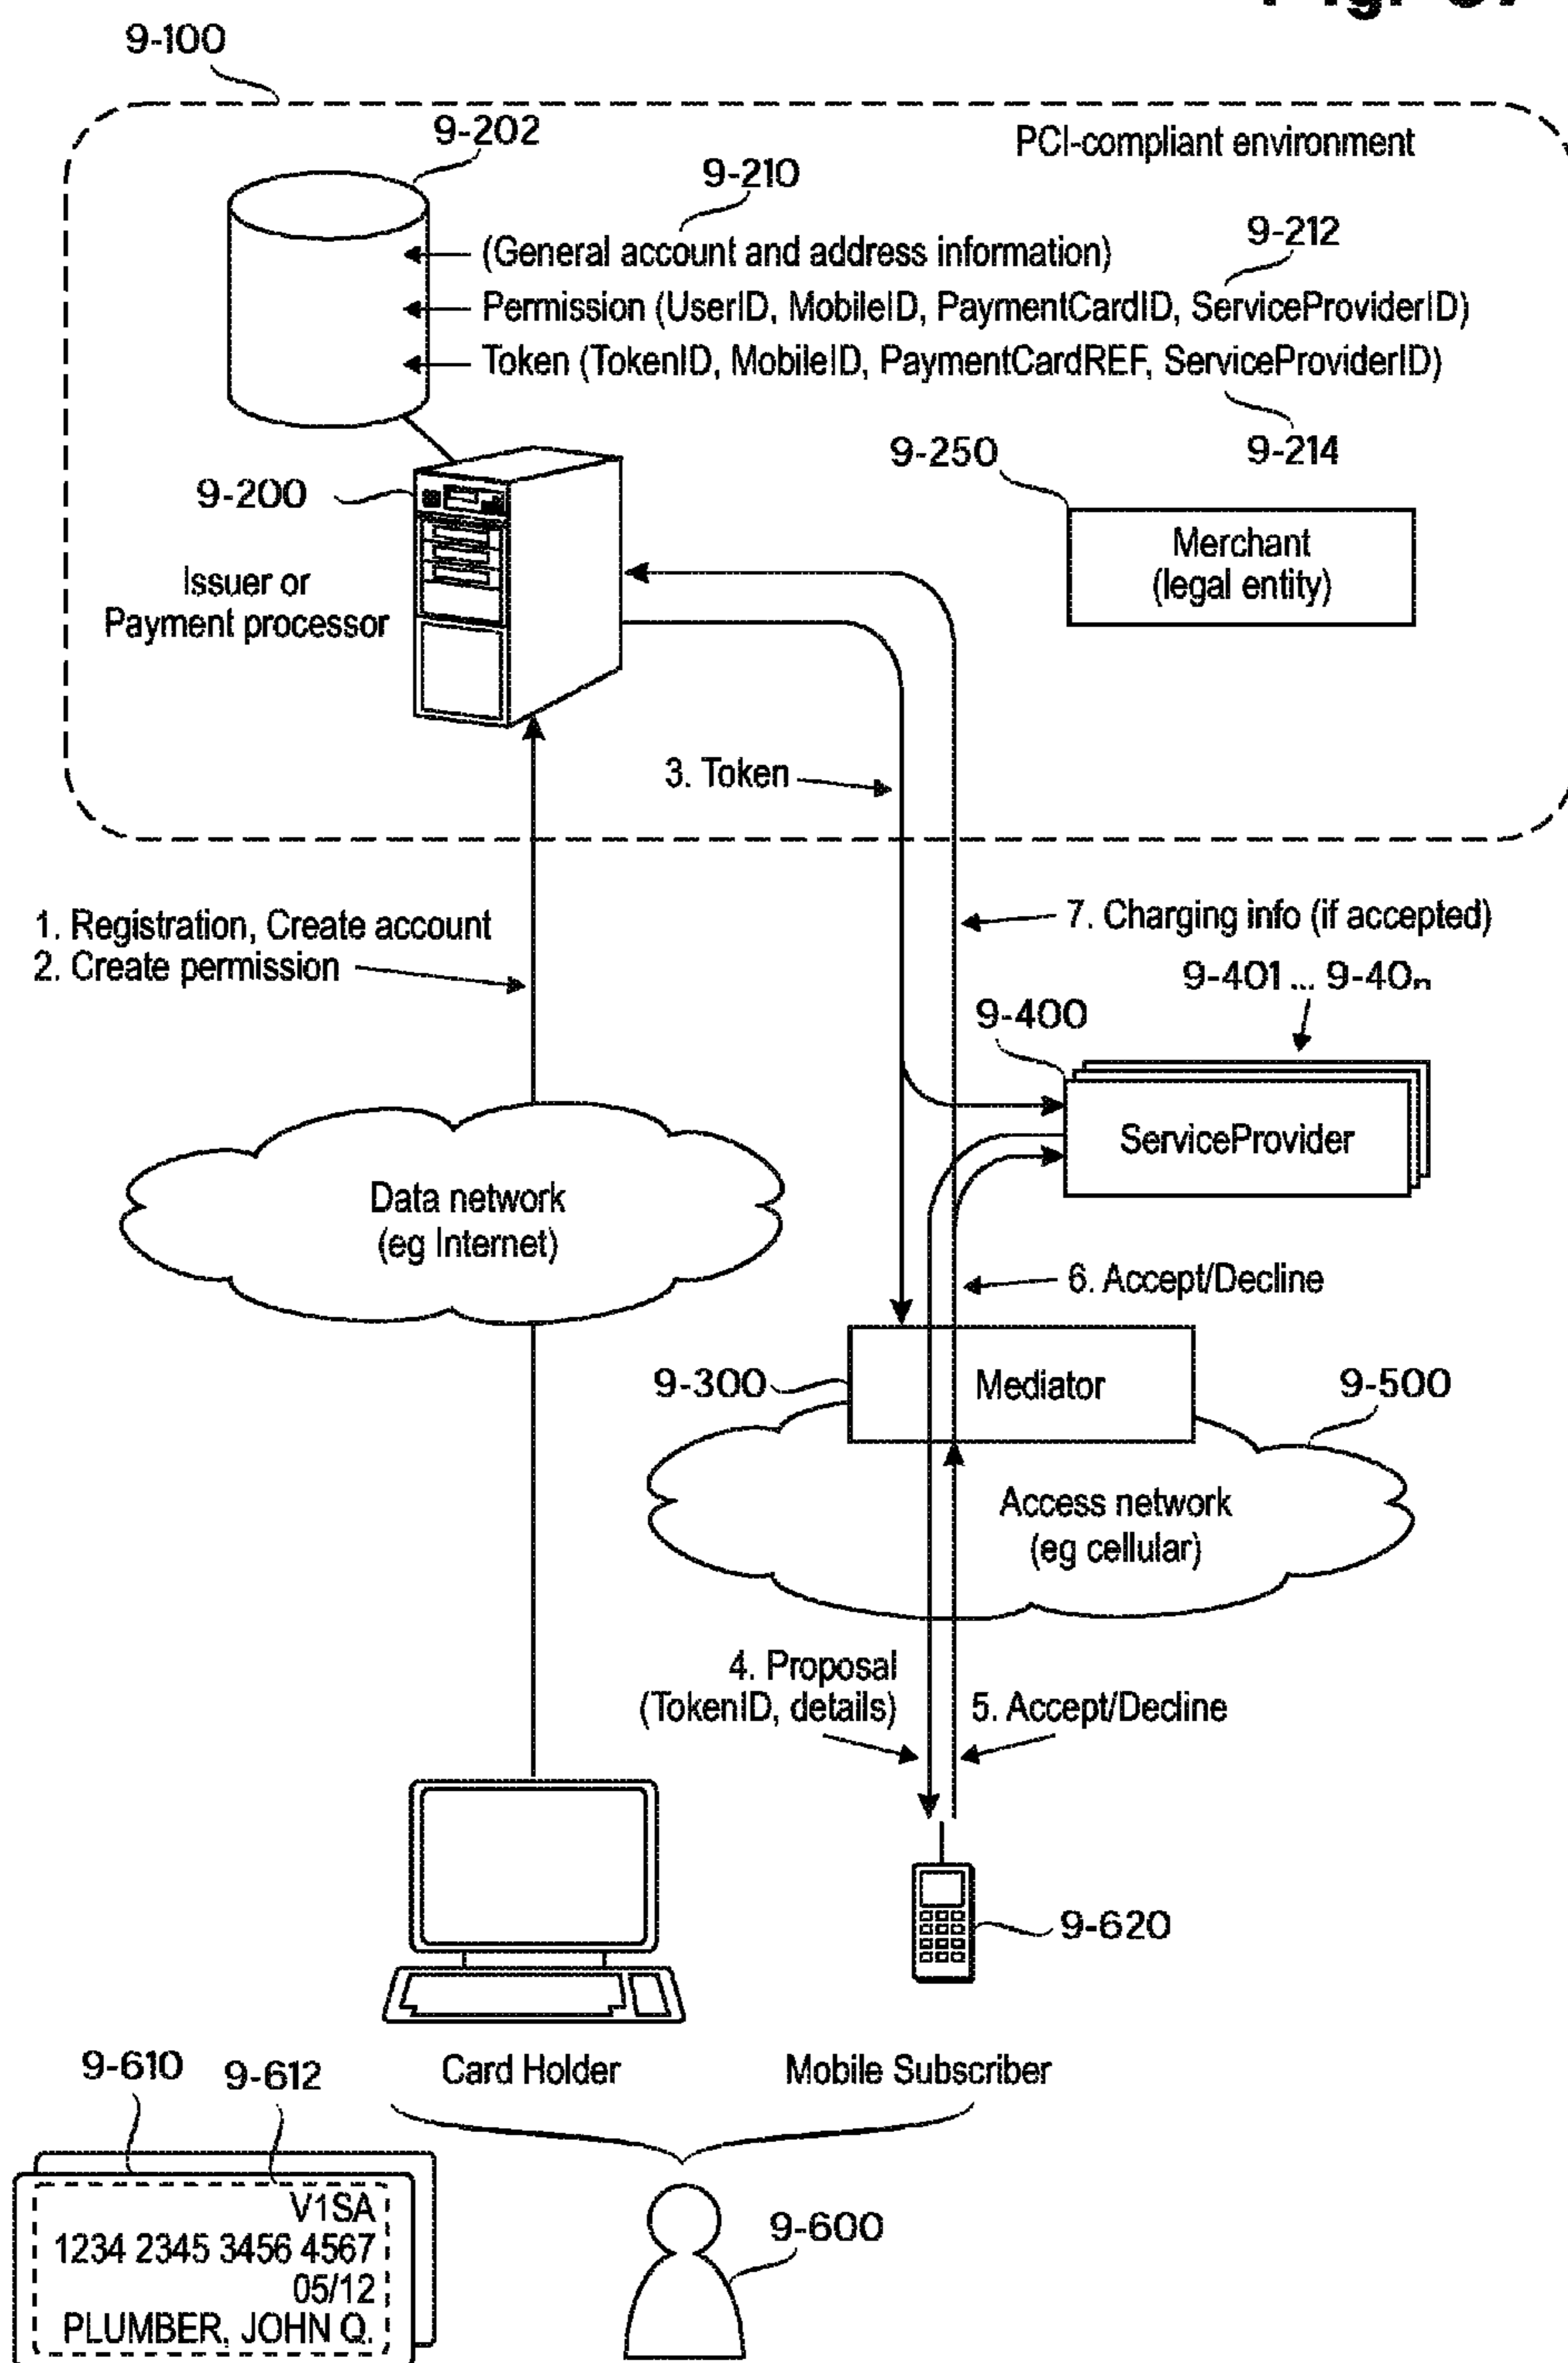 9-100
9-202
PCI-compliant environment
9-210
(General account and address information)
9-212
Permission (UserID, MobileID, PaymentCardID, ServiceProviderID)
Token (TokenID, MobileID, PaymentCardREF, ServiceProviderID)
9-214
9-250
9-200
Merchant
(legal entity)
Issuer or
Payment processor
3. Token
1. Registration, Create account
2. Create permission
7. Charging info (if accepted)
9-401 ... 9-40n
9-400
ServiceProvider
Data network
(eg Internet)
6. Accept/Decline
9-300
Mediator
9-500
Access network
(eg cellular)
4. Proposal
(TokenID, details)
5. Accept/Decline
9-620
9-610
9-612
Card Holder
Mobile Subscriber
V1SA
1234 2345 3456 4567
05/12
PLUMBER, JOHN Q.
9-600